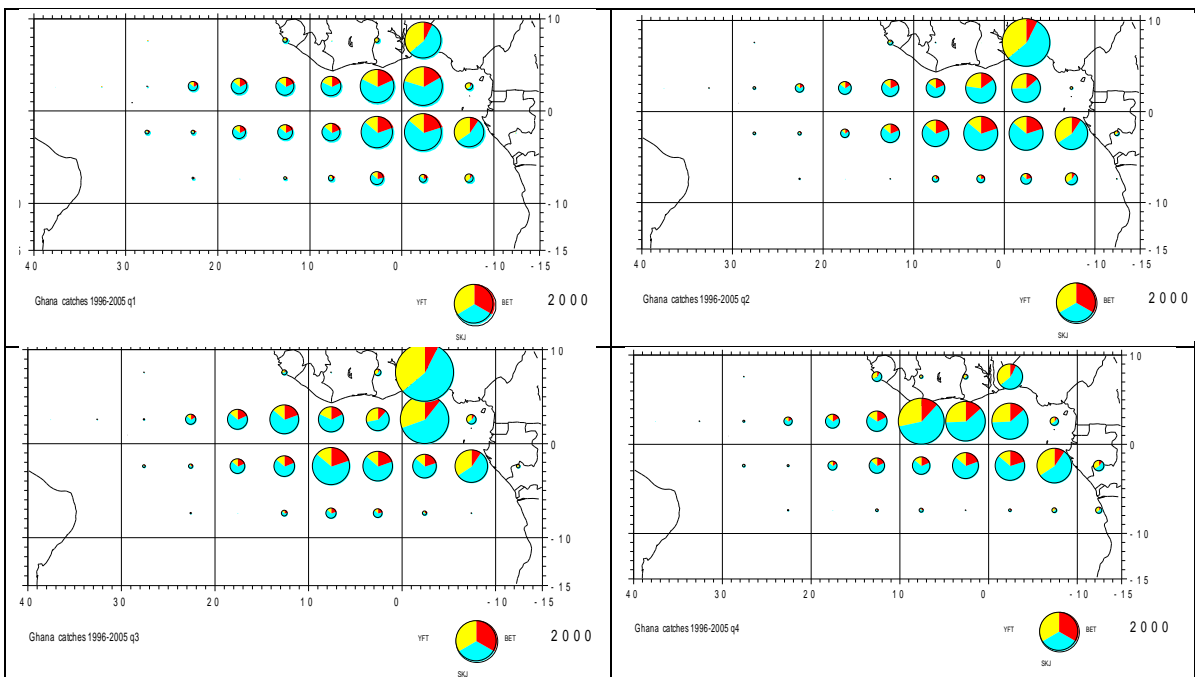 10
0
- 10
- 15
40 30 20 10 0 - 10 - 15
Ghana catches 1996-2005 q1
YFT BET 2000
SKJ
10
0
- 10
- 15
40 30 20 10 0 - 10 - 15
Ghana catches 1996-2005 q2
YFT BET 2000
SKJ
10
0
- 10
- 15
40 30 20 10 0 - 10 - 15
Ghana catches 1996-2005 q3
YFT BET 2000
SKJ
10
0
- 10
- 15
40 30 20 10 0 - 10 - 15
Ghana catches 1996-2005 q4
YFT BET 2000
SKJ